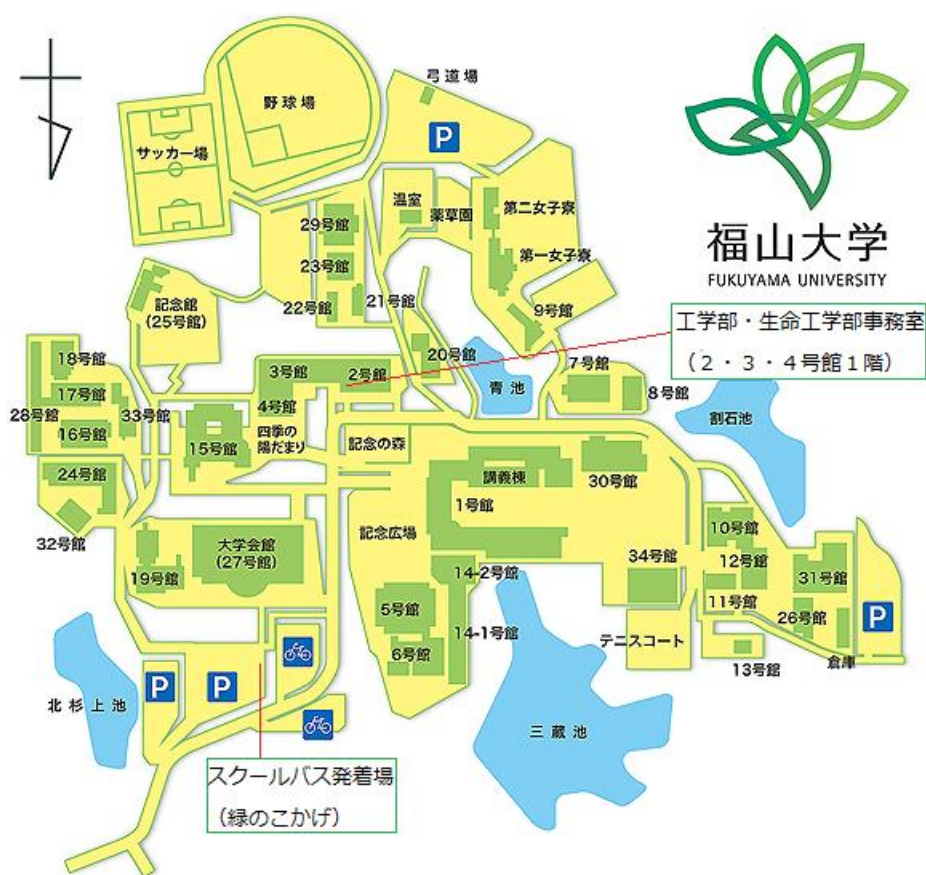 弓道場
野球場
P
サッカー場
福山大学
FUKUYAMA UNIVERSITY
温室
薬草園
第二女子寮
29号館
23号館
第一女子寮
22号館
21号館
9号館
記念館
(25号館)
工学部・生命工学部事務室
(2・3・4号館1階)
20号館
18号館
3号館
2号館
7号館
8号館
青池
17号館
33号館
4号館
28号館
16号館
15号館
四季の
陽だまり
記念の森
割石池
24号館
講義棟
30号館
1号館
記念広場
10号館
32号館
大学会館
(27号館)
34号館
12号館
19号館
14-2号館
31号館
11号館
5号館
26号館
P
14-1号館
テニスコート
6号館
13号館
倉庫
P
P
北杉上池
三蔵池
スクールバス発着場
(緑のこかげ)